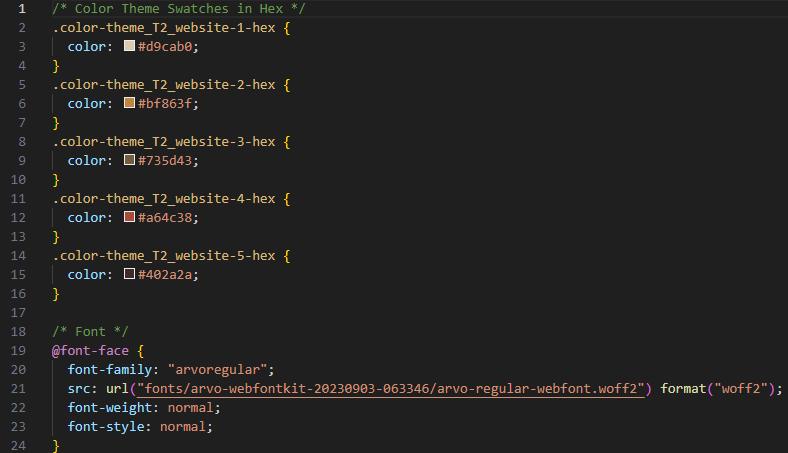 1 /* Color Theme Swatches in Hex */
2 .color-theme_T2_website-1-hex {
3   color: #d9cab0;
4 }
5 .color-theme_T2_website-2-hex {
6   color: #bf863f;
7 }
8 .color-theme_T2_website-3-hex {
9   color: #735d43;
10 }
11 .color-theme_T2_website-4-hex {
12   color: #a64c38;
13 }
14 .color-theme_T2_website-5-hex {
15   color: #402a2a;
16 }
17
18 /* Font */
19 @font-face {
20   font-family: "arvoregular";
21   src: url("fonts/arvo-webfontkit-20230903-063346/arvo-regular-webfont.woff2") format("woff2");
22   font-weight: normal;
23   font-style: normal;
24 }